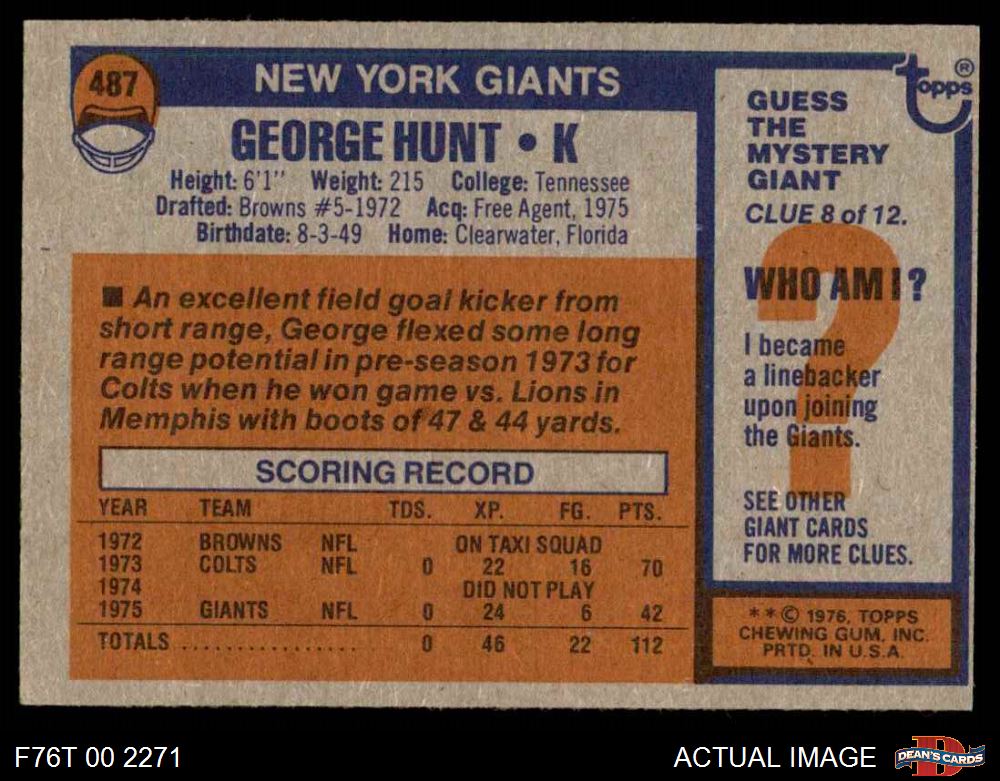 487
NEW YORK GIANTS
GEORGE HUNT • K
Height: 6'1" Weight: 215 College: Tennessee
Drafted: Browns #5-1972 Acq: Free Agent, 1975
Birthdate: 8-3-49 Home: Clearwater, Florida
■ An excellent field goal kicker from
short range, George flexed some long
range potential in pre-season 1973 for
Colts when he won game vs. Lions in
Memphis with boots of 47 & 44 yards.
SCORING RECORD
YEAR TEAM TDS. XP. FG. PTS.
1972 BROWNS NFL ON TAXI SQUAD
1973 COLTS NFL 0 22 16 70
1974 DID NOT PLAY
1975 GIANTS NFL 0 24 6 42
TOTALS ................ 0 46 22 112
Topps ®
GUESS
THE
MYSTERY
GIANT
CLUE 8 of 12.
?
WHO AM I?
I became
a linebacker
upon joining
the Giants.
SEE OTHER
GIANT CARDS
FOR MORE CLUES.
* * © 1976, TOPPS
CHEWING GUM, INC.
PRTD. IN U.S.A.
F76T 00 2271
ACTUAL IMAGE
D
DEAN'S CARDS